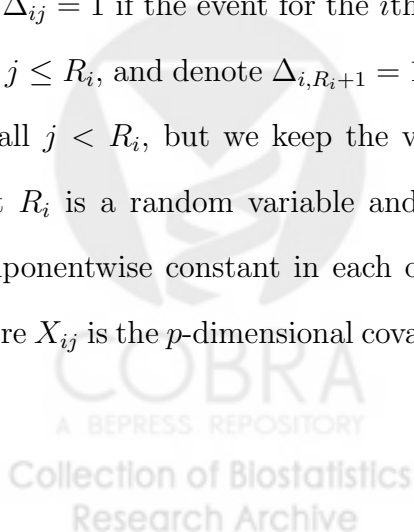 Δ_{ij} = 1 if the event for the ith
j ≤ R_i, and denote Δ_{i,R_i+1} = 1
all j < R_i, but we keep the v
R_i is a random variable and
ponentwise constant in each o
re X_{ij} is the p-dimensional cova
COBRA
A BEPRESS REPOSITORY
Collection of Biostatistics
Research Archive